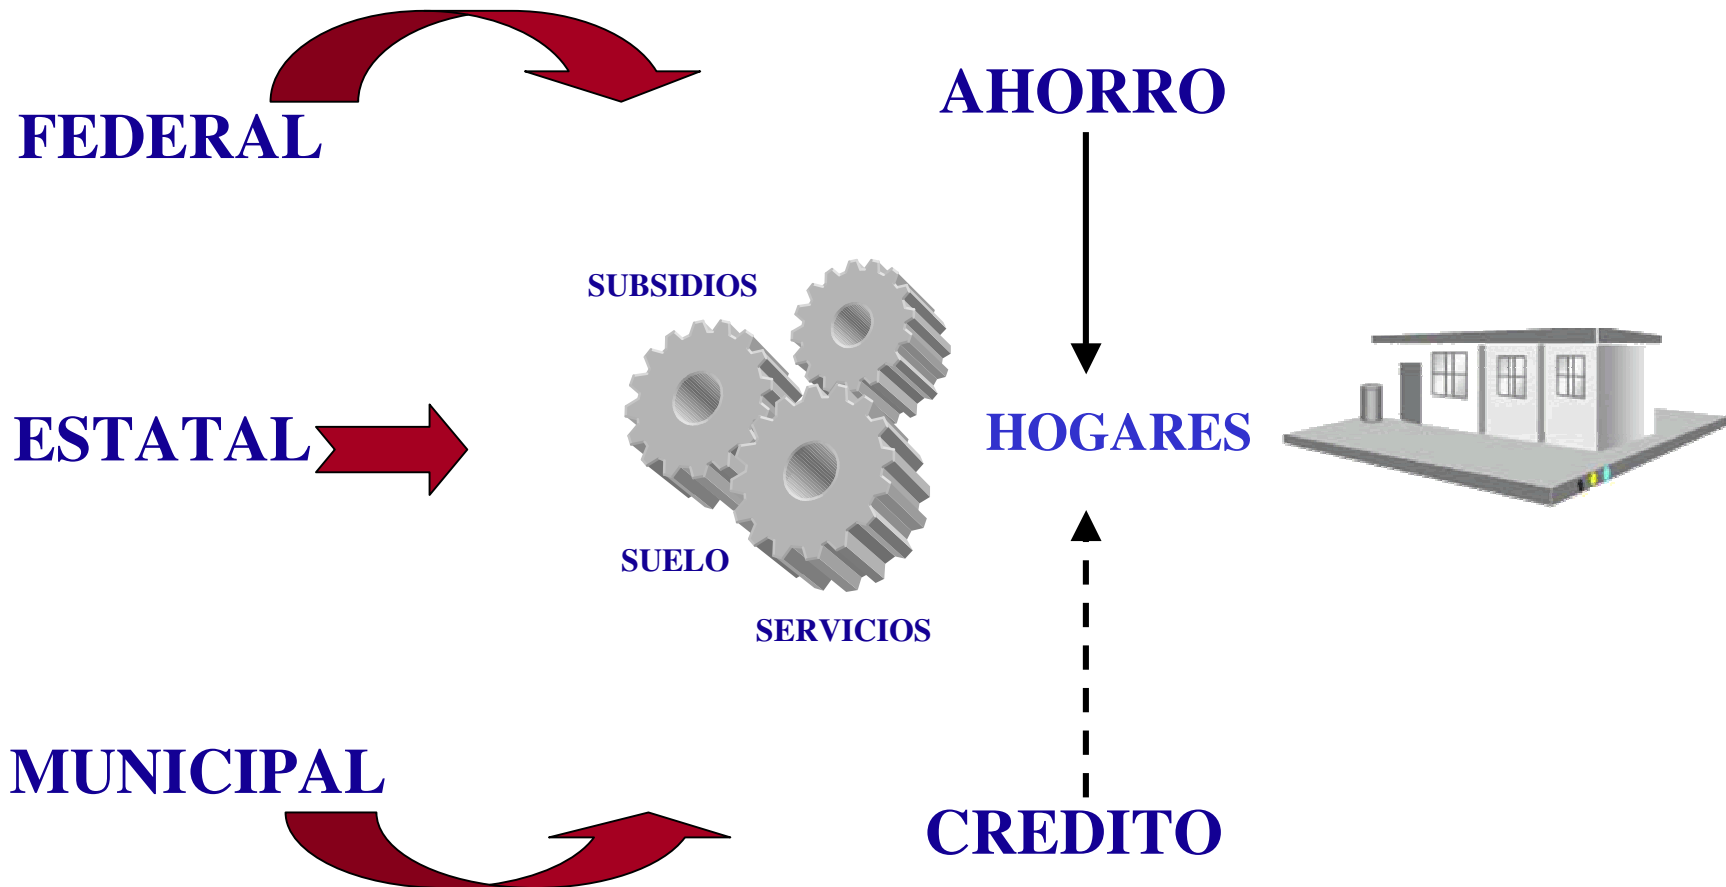 FEDERAL
AHORRO
SUBSIDIOS
ESTATAL
HOGARES
SUELO
SERVICIOS
MUNICIPAL
CREDITO